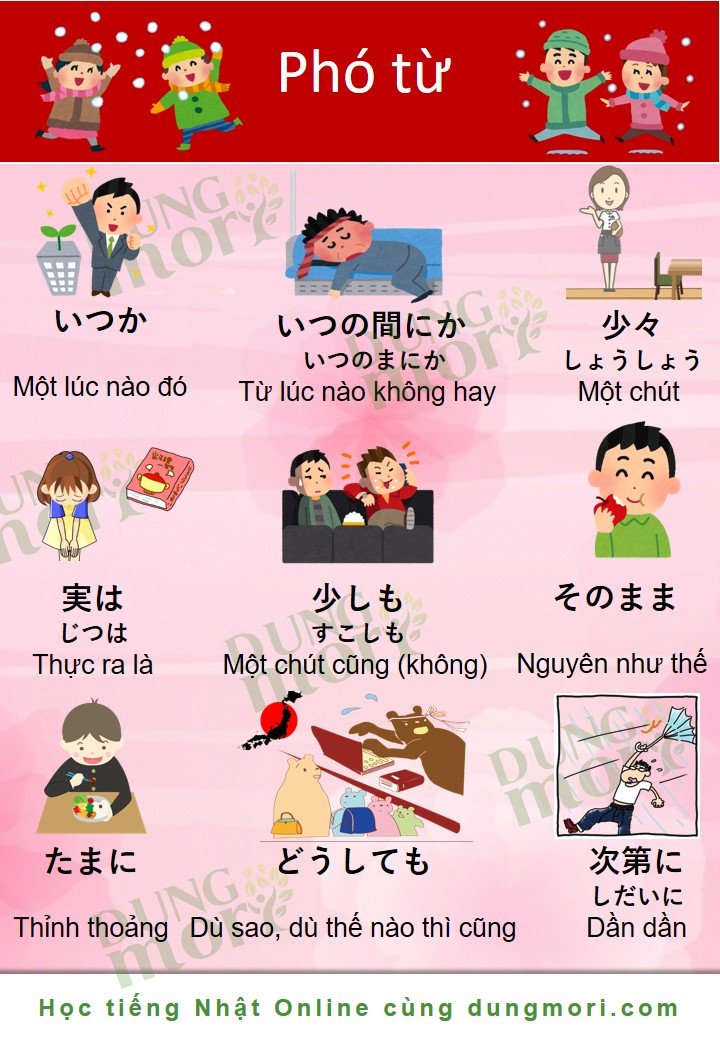 Phó từ
いつか
Một lúc nào đó
いつの間にか
いつのまにか
Từ lúc nào không hay
少々
しょうしょう
Một chút
実は
じつは
Thực ra là
少しも
すこしも
Một chút cũng (không)
そのまま
Nguyên như thế
たまに
Thỉnh thoảng
どうしても
Dù sao, dù thế nào thì cũng
次第に
しだいに
Dần dần
DUNG
mori
Học tiếng Nhật Online cùng dungmori.com